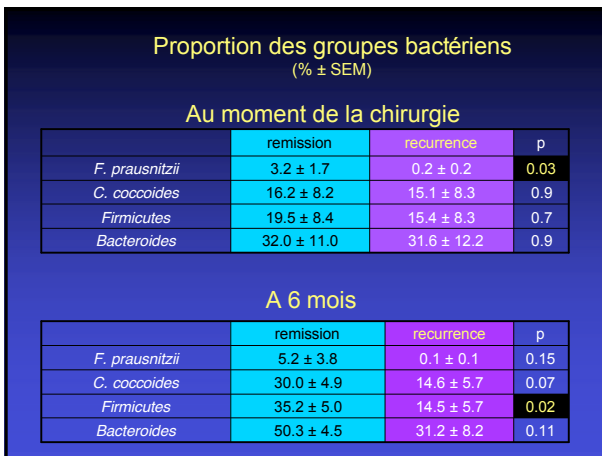 Proportion des groupes bactériens
(% ± SEM)
Au moment de la chirurgie
remission recurrence p
F. prausnitzii 3.2 ± 1.7 0.2 ± 0.2 0.03
C. coccoides 16.2 ± 8.2 15.1 ± 8.3 0.9
Firmicutes 19.5 ± 8.4 15.4 ± 8.3 0.7
Bacteroides 32.0 ± 11.0 31.6 ± 12.2 0.9
A 6 mois
remission recurrence p
F. prausnitzii 5.2 ± 3.8 0.1 ± 0.1 0.15
C. coccoides 30.0 ± 4.9 14.6 ± 5.7 0.07
Firmicutes 35.2 ± 5.0 14.5 ± 5.7 0.02
Bacteroides 50.3 ± 4.5 31.2 ± 8.2 0.11